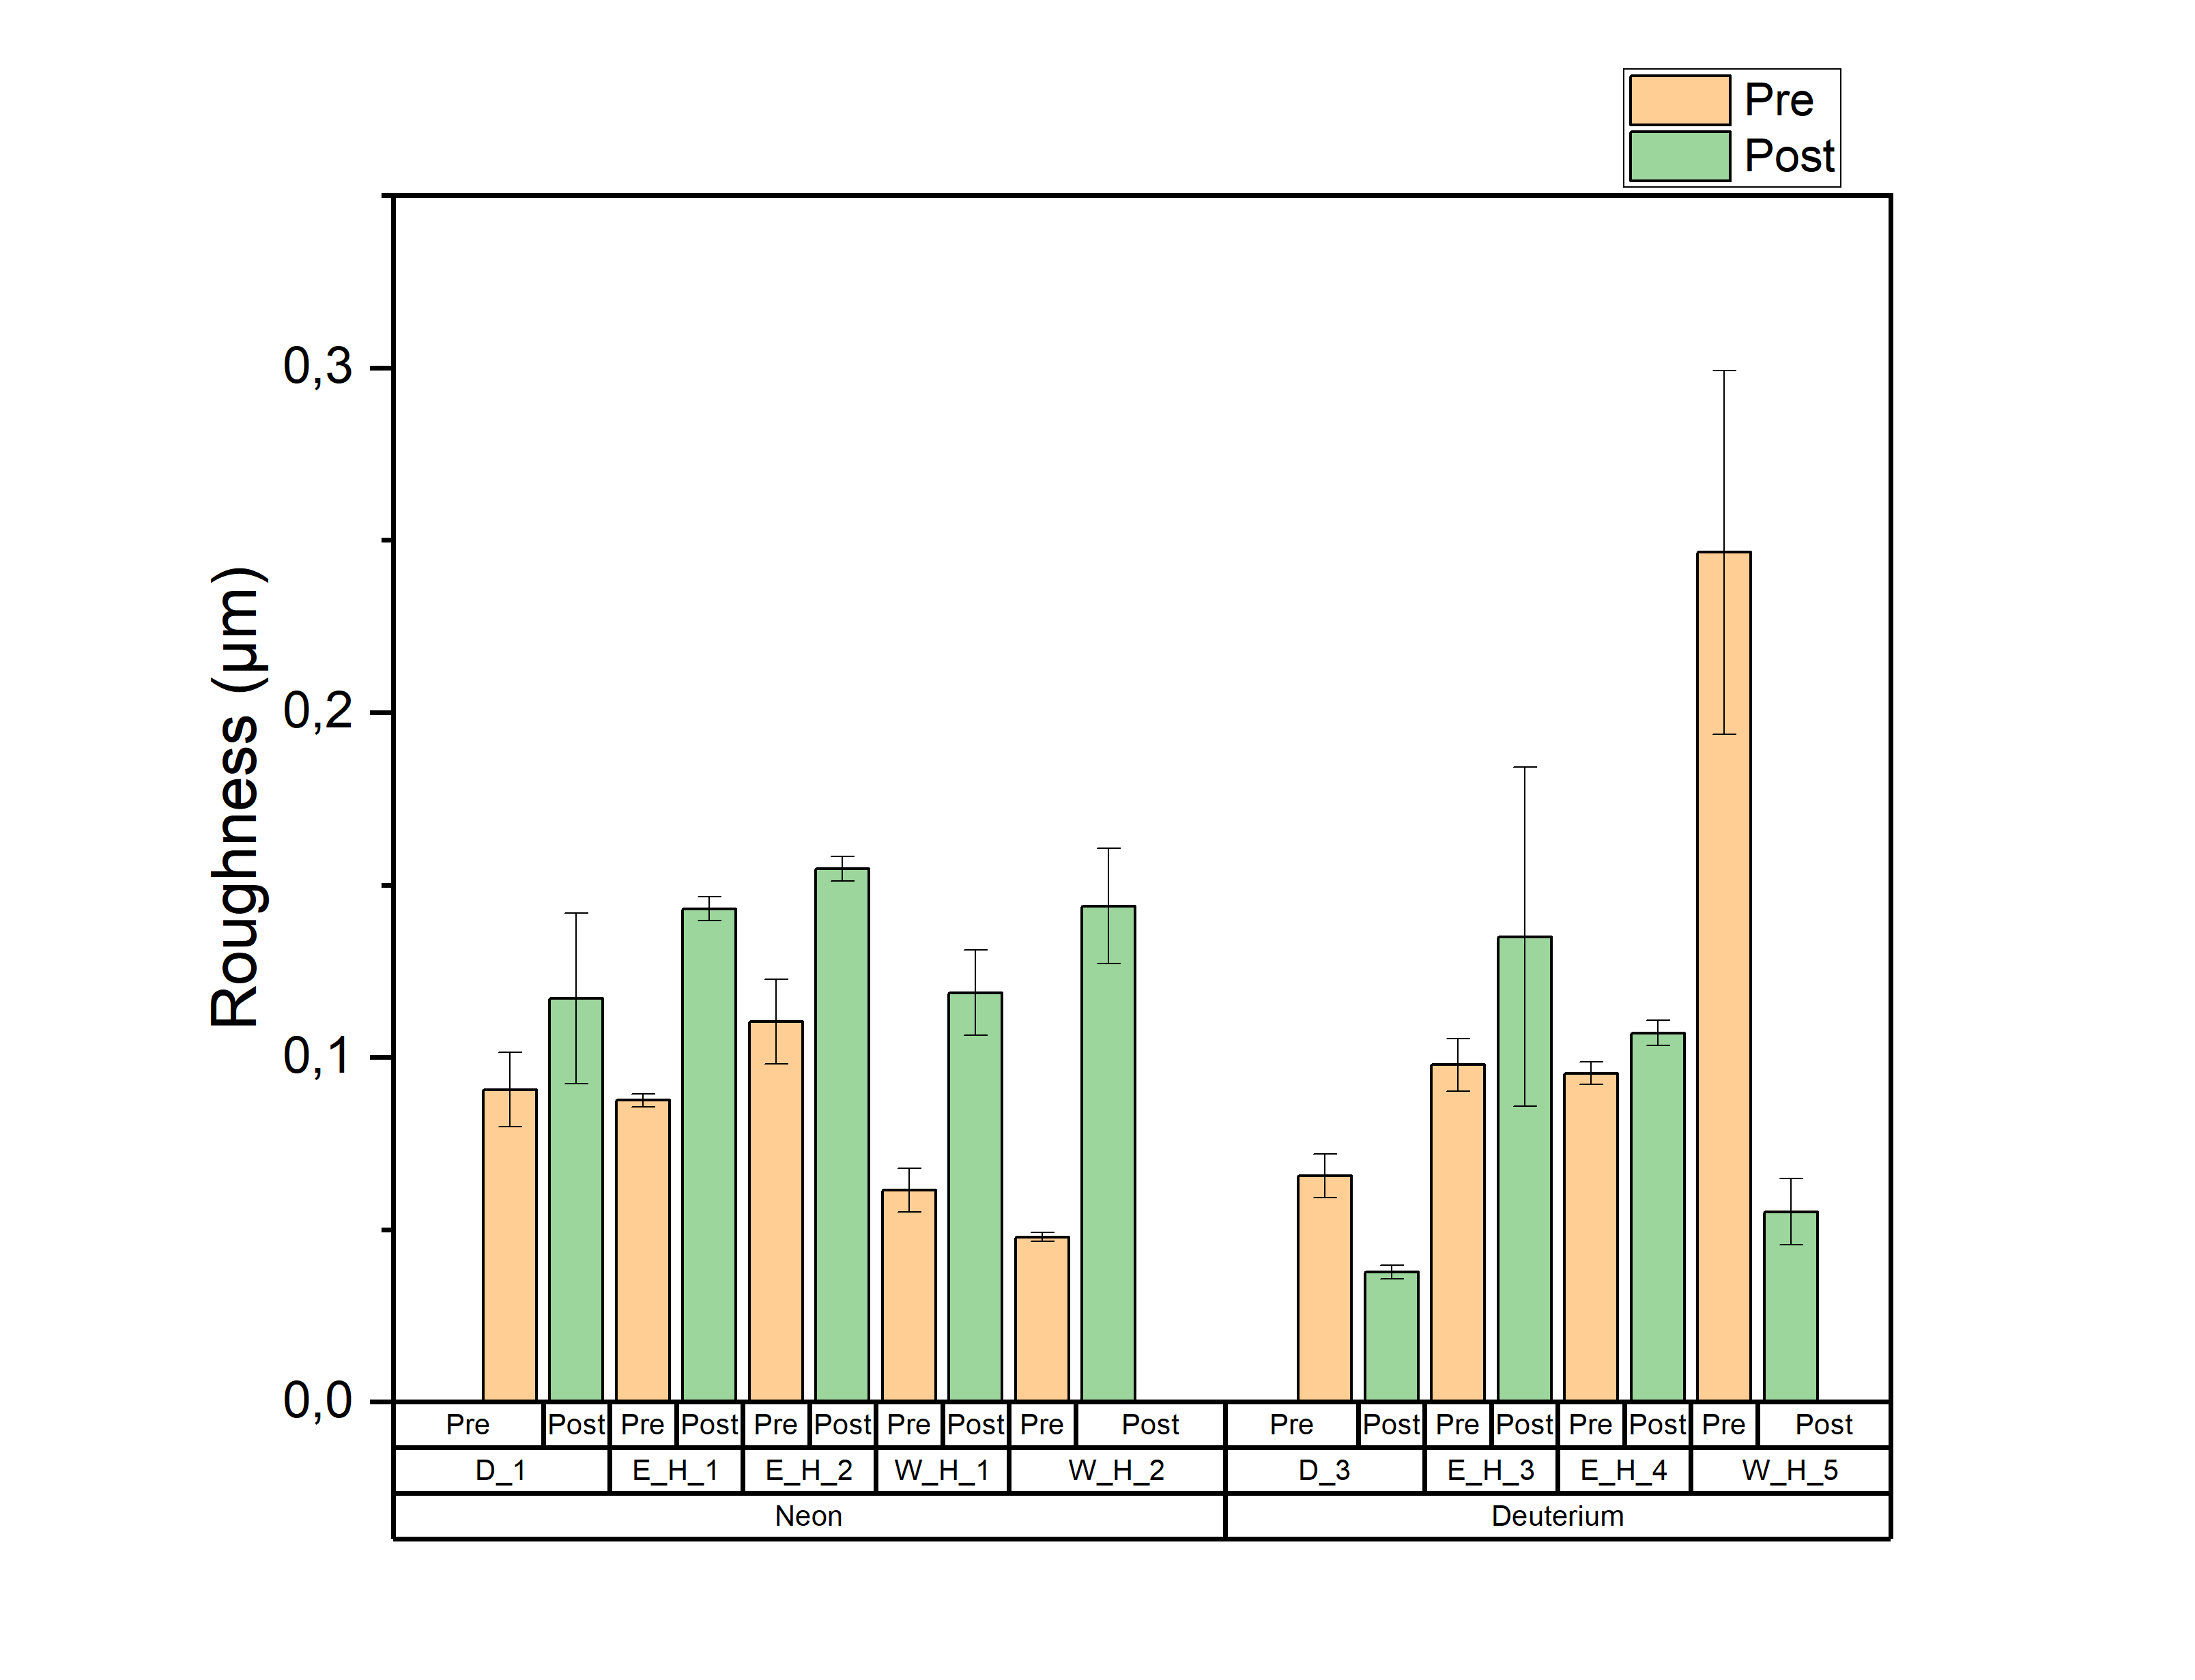 Pre
Post
0,3
0,2
0,1
0,0
Roughness (µm)
Pre Post Pre Post Pre Post Pre Post Pre Post Pre Post Pre Post Pre Post Pre Post
D_1 E_H_1 E_H_2 W_H_1 W_H_2 D_3 E_H_3 E_H_4 W_H_5
Neon Deuterium